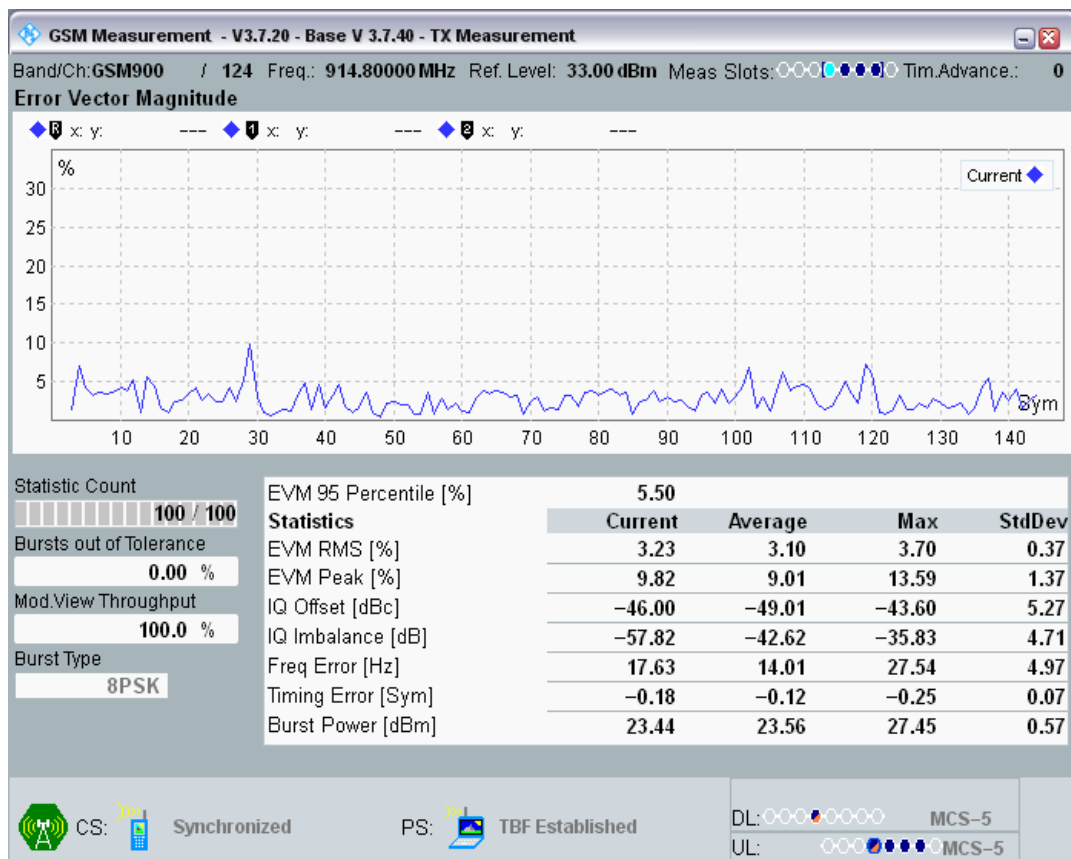 GSM Measurement - V3.7.20 - Base V 3.7.40 - TX Measurement
Band/Ch:GSM900 / 124 Freq.: 914.80000 MHz Ref. Level: 33.00 dBm Meas Slots: Tim.Advance.: 0
Error Vector Magnitude
R x: y: --- 1 x: y: --- 2 x: y: ---
%
Current
30
25
20
15
10
5
Sym
10 20 30 40 50 60 70 80 90 100 110 120 130 140
Statistic Count
100 / 100
Bursts out of Tolerance
0.00 %
Mod.View Throughput
100.0 %
Burst Type
8PSK
EVM 95 Percentile [%] 5.50
Statistics Current Average Max StdDev
EVM RMS [%] 3.23 3.10 3.70 0.37
EVM Peak [%] 9.82 9.01 13.59 1.37
IQ Offset [dBc] −46.00 −49.01 −43.60 5.27
IQ Imbalance [dB] −57.82 −42.62 −35.83 4.71
Freq Error [Hz] 17.63 14.01 27.54 4.97
Timing Error [Sym] −0.18 −0.12 −0.25 0.07
Burst Power [dBm] 23.44 23.56 27.45 0.57
CS: Synchronized PS: TBF Established
DL: MCS−5
UL: MCS−5